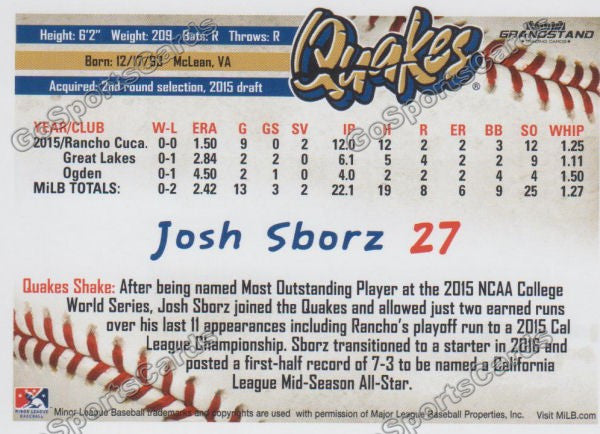 Height: 6'2" Weight: 209 Bats: R Throws: R
Born: 12/17/93 McLean, VA
Acquired: 2nd round selection, 2015 draft
Quakes
®
GRANDSTAND
TRADING CARDS
YEAR/CLUB W-L ERA G GS SV IP H R ER BB SO WHIP
2015/Rancho Cuca. 0-0 1.50 9 0 2 12.0 12 2 2 3 12 1.25
Great Lakes 0-1 2.84 2 2 0 6.1 5 4 2 2 9 1.11
Ogden 0-1 4.50 2 1 0 4.0 2 2 2 4 4 1.50
MiLB TOTALS: 0-2 2.42 13 3 2 22.1 19 8 6 9 25 1.27
Josh Sborz 27
Quakes Shake: After being named Most Outstanding Player at the 2015 NCAA College
World Series, Josh Sborz joined the Quakes and allowed just two earned runs
over his last 11 appearances including Rancho's playoff run to a 2015 Cal
League Championship. Sborz transitioned to a starter in 2016 and
posted a first-half record of 7-3 to be named a California
League Mid-Season All-Star.
MINOR LEAGUE
BASEBALL
Minor League Baseball trademarks and copyrights are used with permission of Major League Baseball Properties, Inc. Visit MiLB.com
GoSportsCards
GoSportsCards
GoSportsCards
GoSportsCards